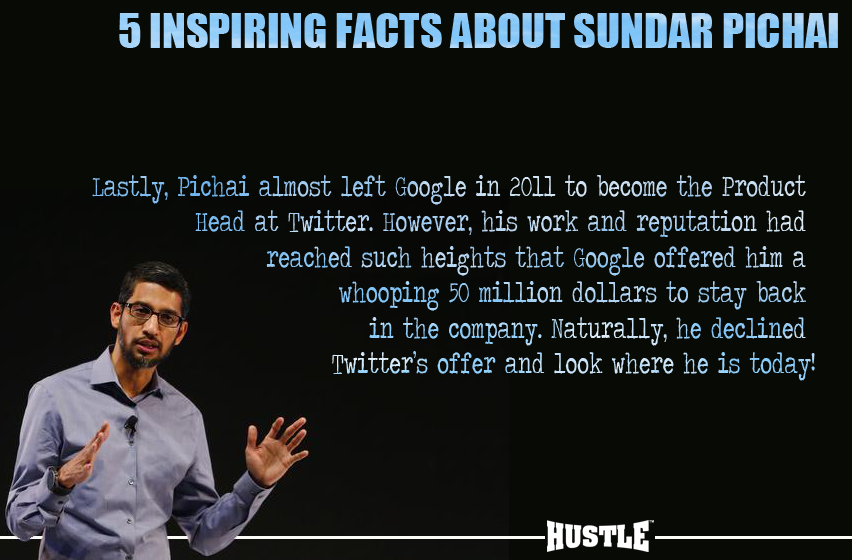 5 INSPIRING FACTS ABOUT SUNDAR PICHAI
Lastly, Pichai almost left Google in 2011 to become the Product
Head at Twitter. However, his work and reputation had
reached such heights that Google offered him a
whooping 50 million dollars to stay back
in the company. Naturally, he declined
Twitter's offer and look where he is today!
HUSTLE